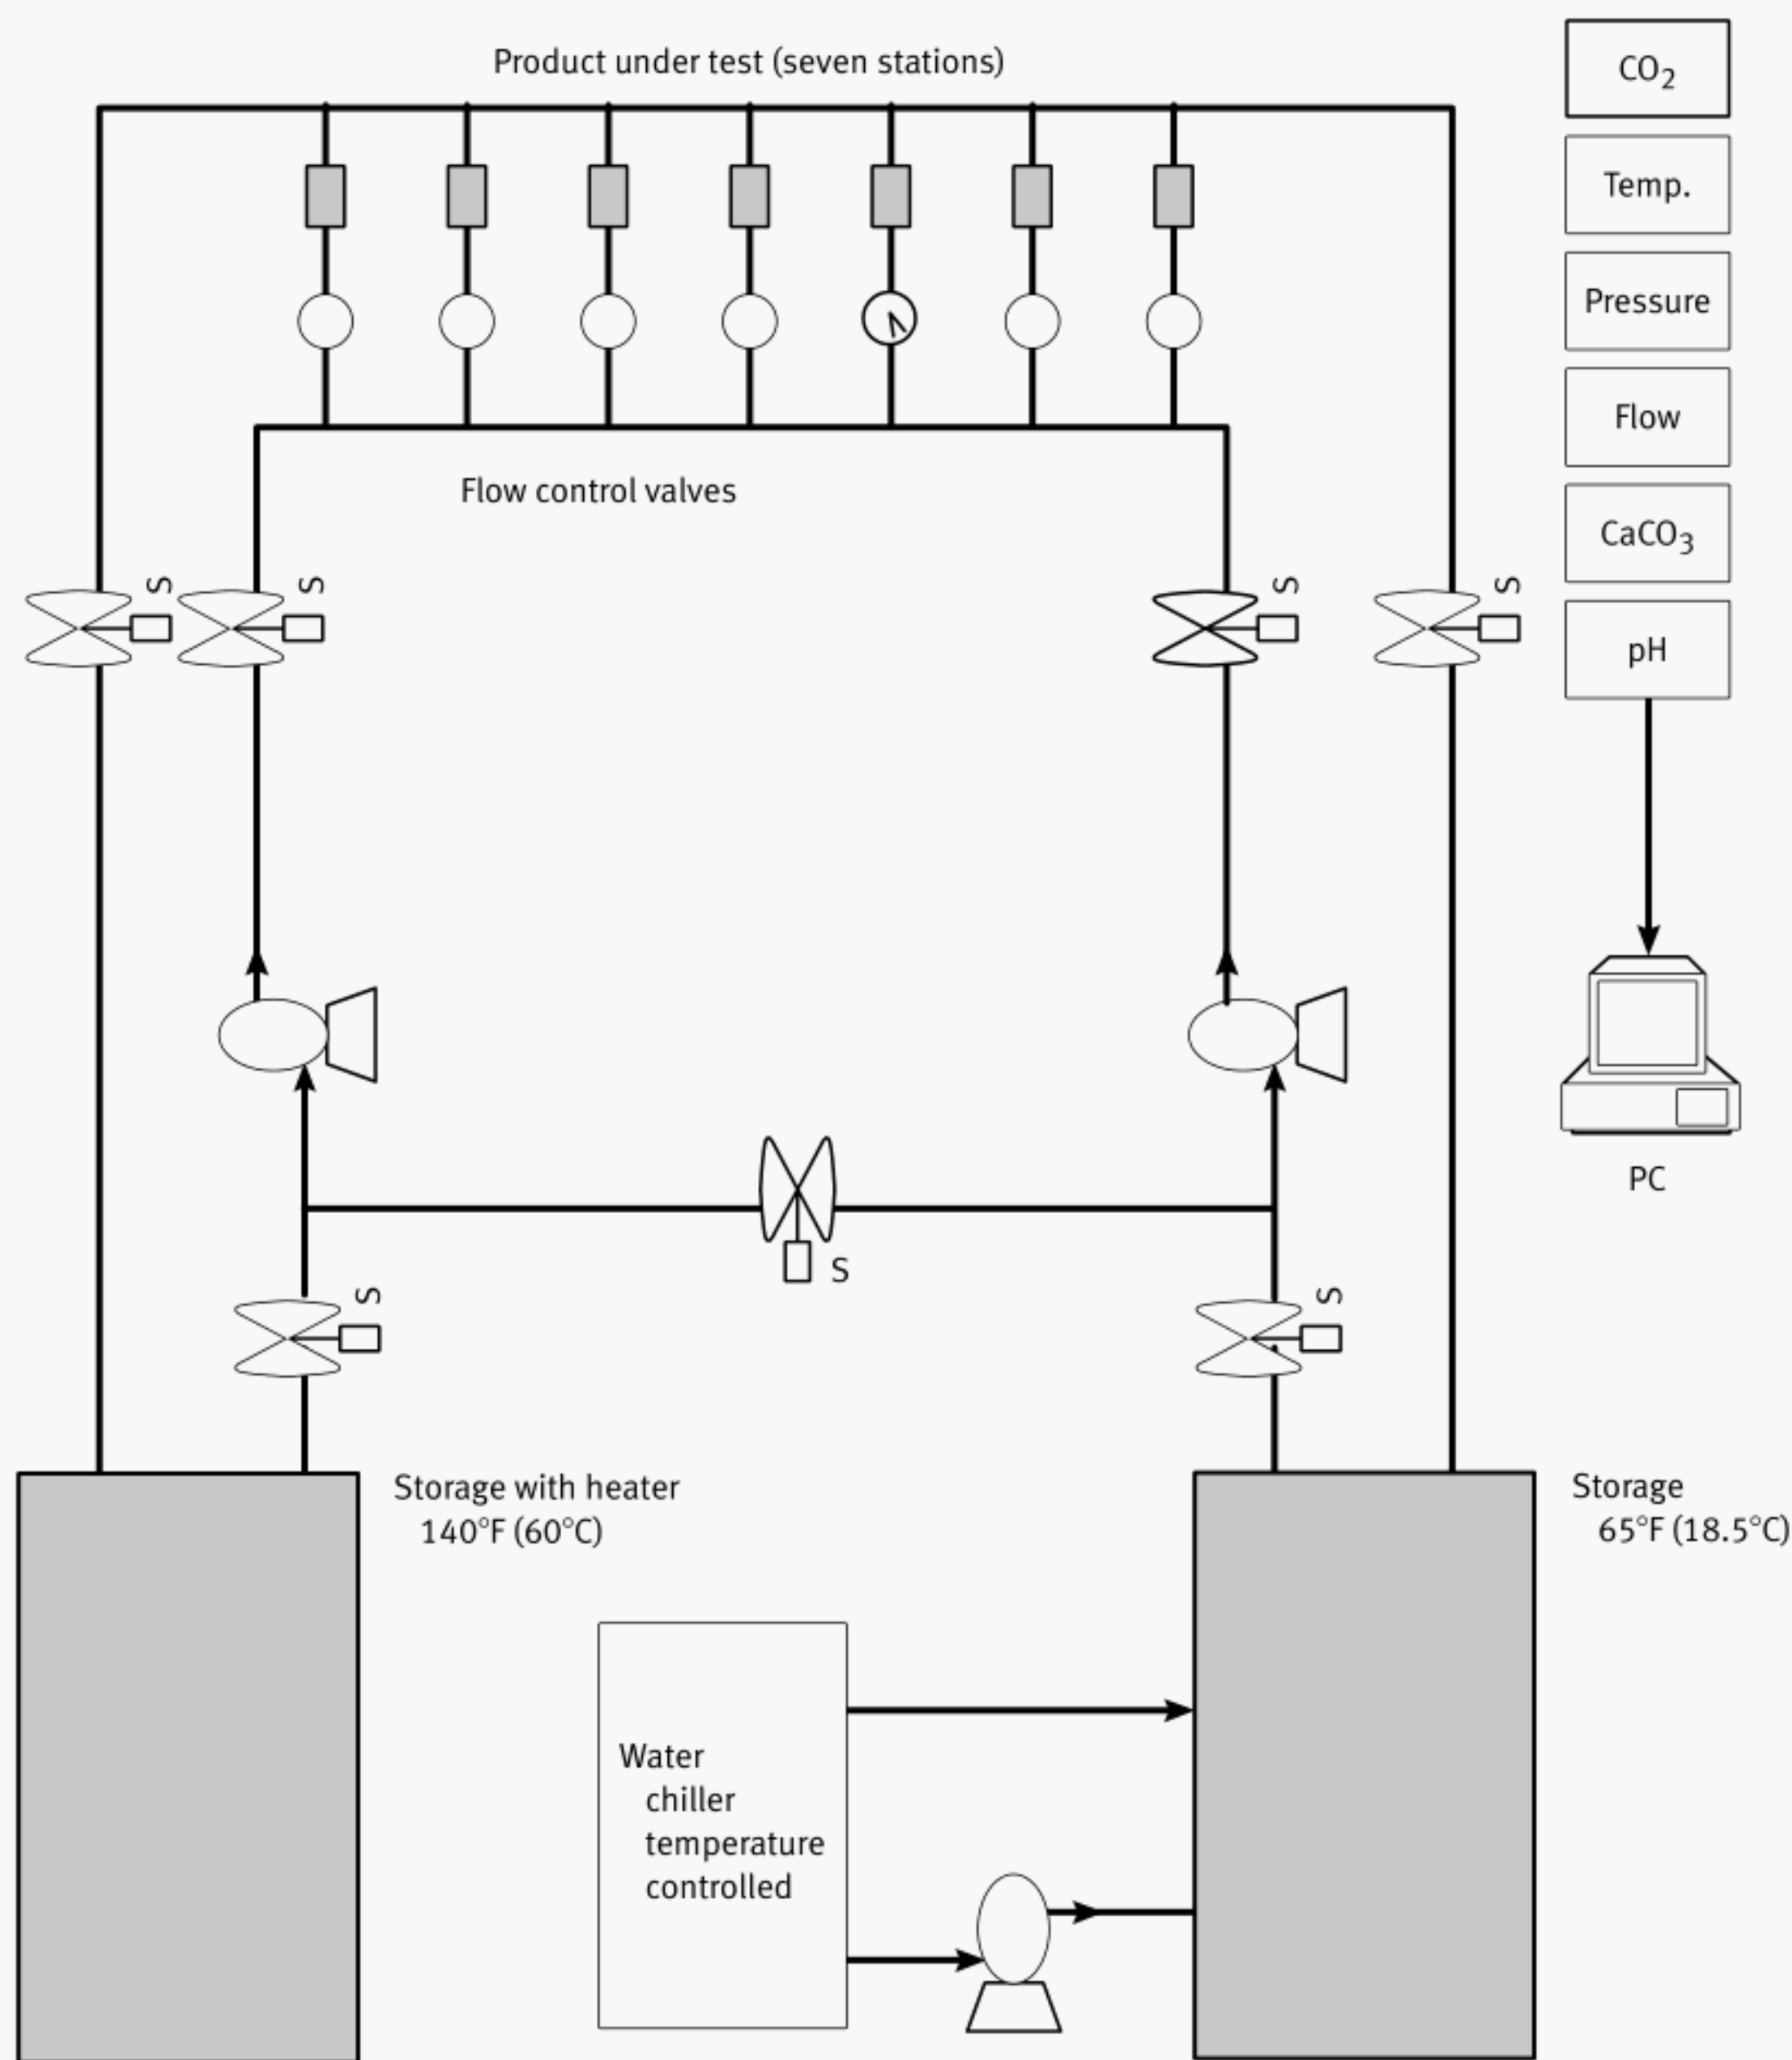 Product under test (seven stations)
CO₂
Temp.
Pressure
Flow
CaCO₃
pH
Flow control valves
S
S
S
S
PC
S
S
S
Storage with heater
140°F (60°C)
Storage
65°F (18.5°C)
Water
chiller
temperature
controlled